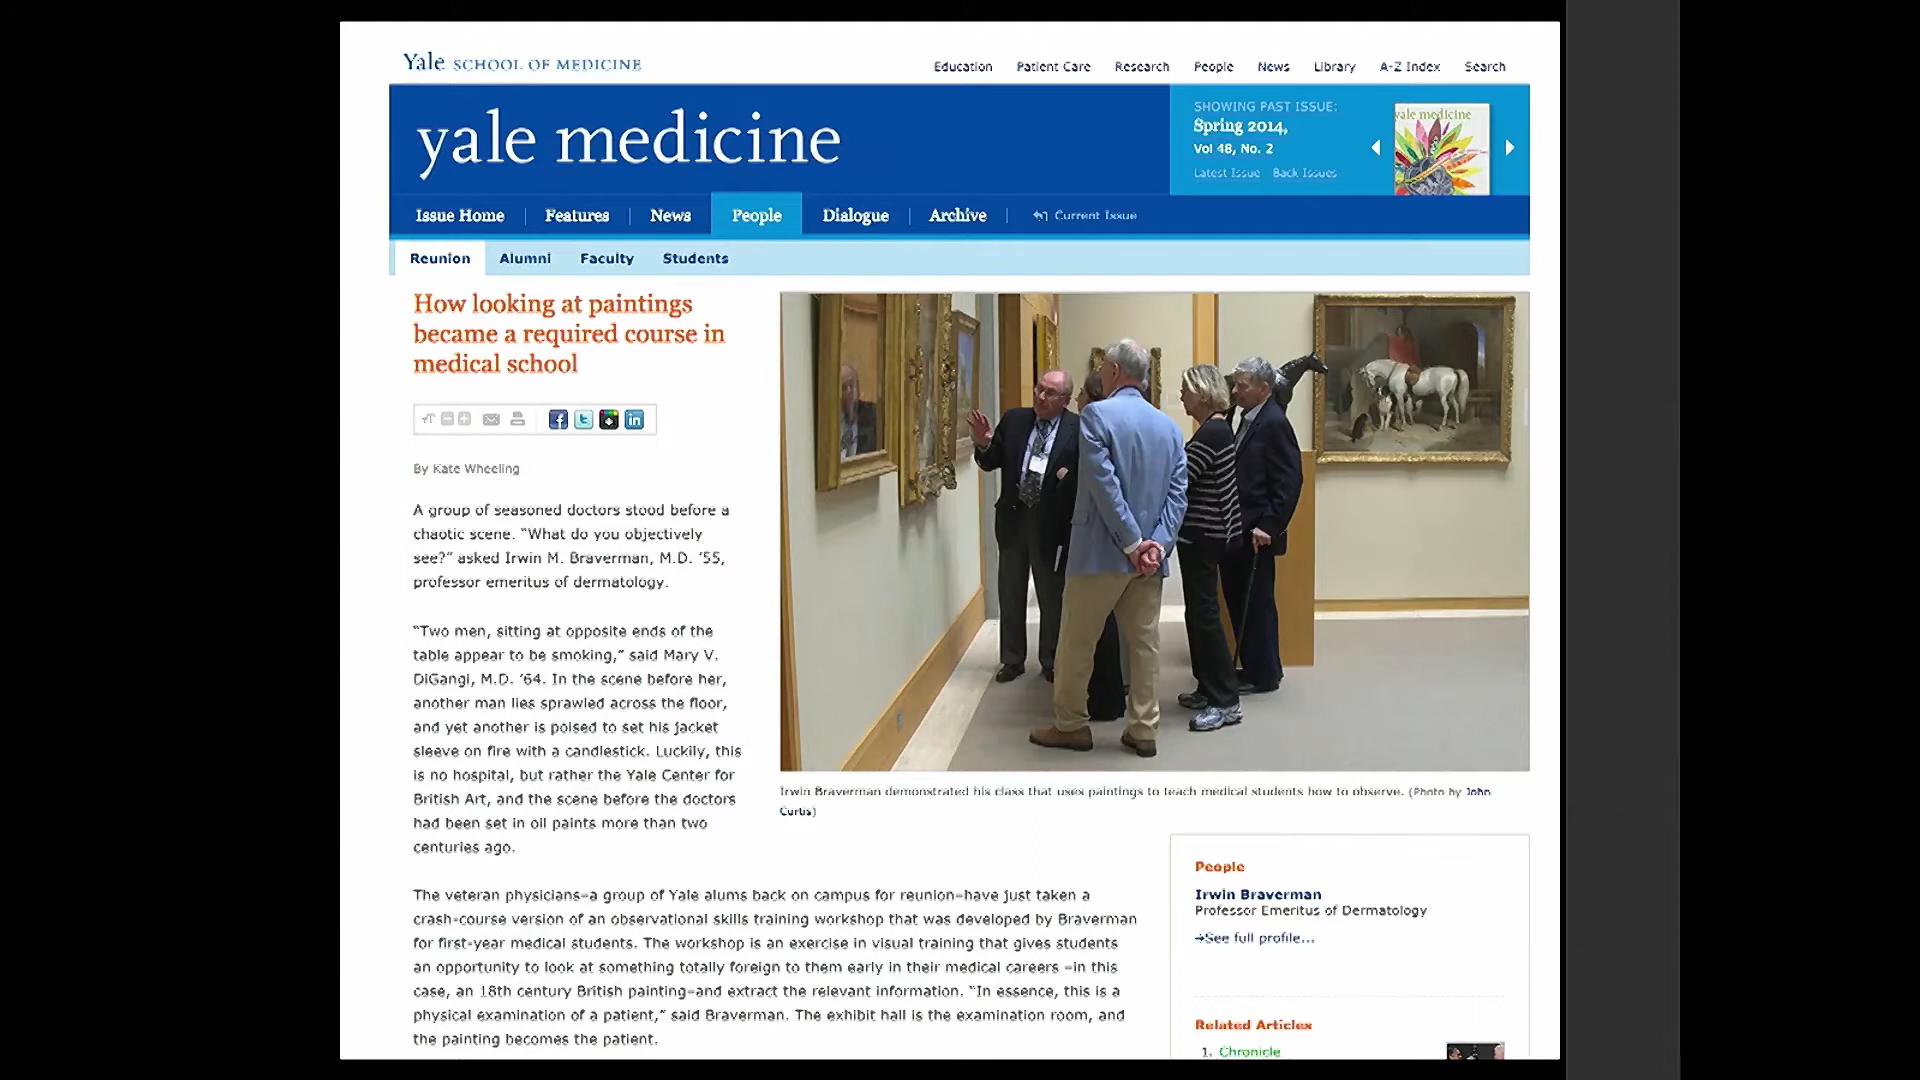 Yale SCHOOL OF MEDICINE
Education Patient Care Research People News Library A-Z Index Search
yale medicine
SHOWING PAST ISSUE:
Spring 2014,
Vol 48, No. 2
Latest Issue Back Issues
yale medicine
Issue Home Features News People Dialogue Archive Current Issue
Reunion Alumni Faculty Students
How looking at paintings
became a required course in
medical school
By Kate Wheeling
A group of seasoned doctors stood before a
chaotic scene. “What do you objectively
see?” asked Irwin M. Braverman, M.D. ’55,
professor emeritus of dermatology.
“Two men, sitting at opposite ends of the
table appear to be smoking,” said Mary V.
DiGangi, M.D. ’64. In the scene before her,
another man lies sprawled across the floor,
and yet another is poised to set his jacket
sleeve on fire with a candlestick. Luckily, this
is no hospital, but rather the Yale Center for
British Art, and the scene before the doctors
had been set in oil paints more than two
centuries ago.
The veteran physicians–a group of Yale alums back on campus for reunion–have just taken a
crash-course version of an observational skills training workshop that was developed by Braverman
for first-year medical students. The workshop is an exercise in visual training that gives students
an opportunity to look at something totally foreign to them early in their medical careers –in this
case, an 18th century British painting–and extract the relevant information. “In essence, this is a
physical examination of a patient,” said Braverman. The exhibit hall is the examination room, and
the painting becomes the patient.
Irwin Braverman demonstrated his class that uses paintings to teach medical students how to observe. (Photo by John
Curtis)
People
Irwin Braverman
Professor Emeritus of Dermatology
See full profile...
Related Articles
1. Chronicle